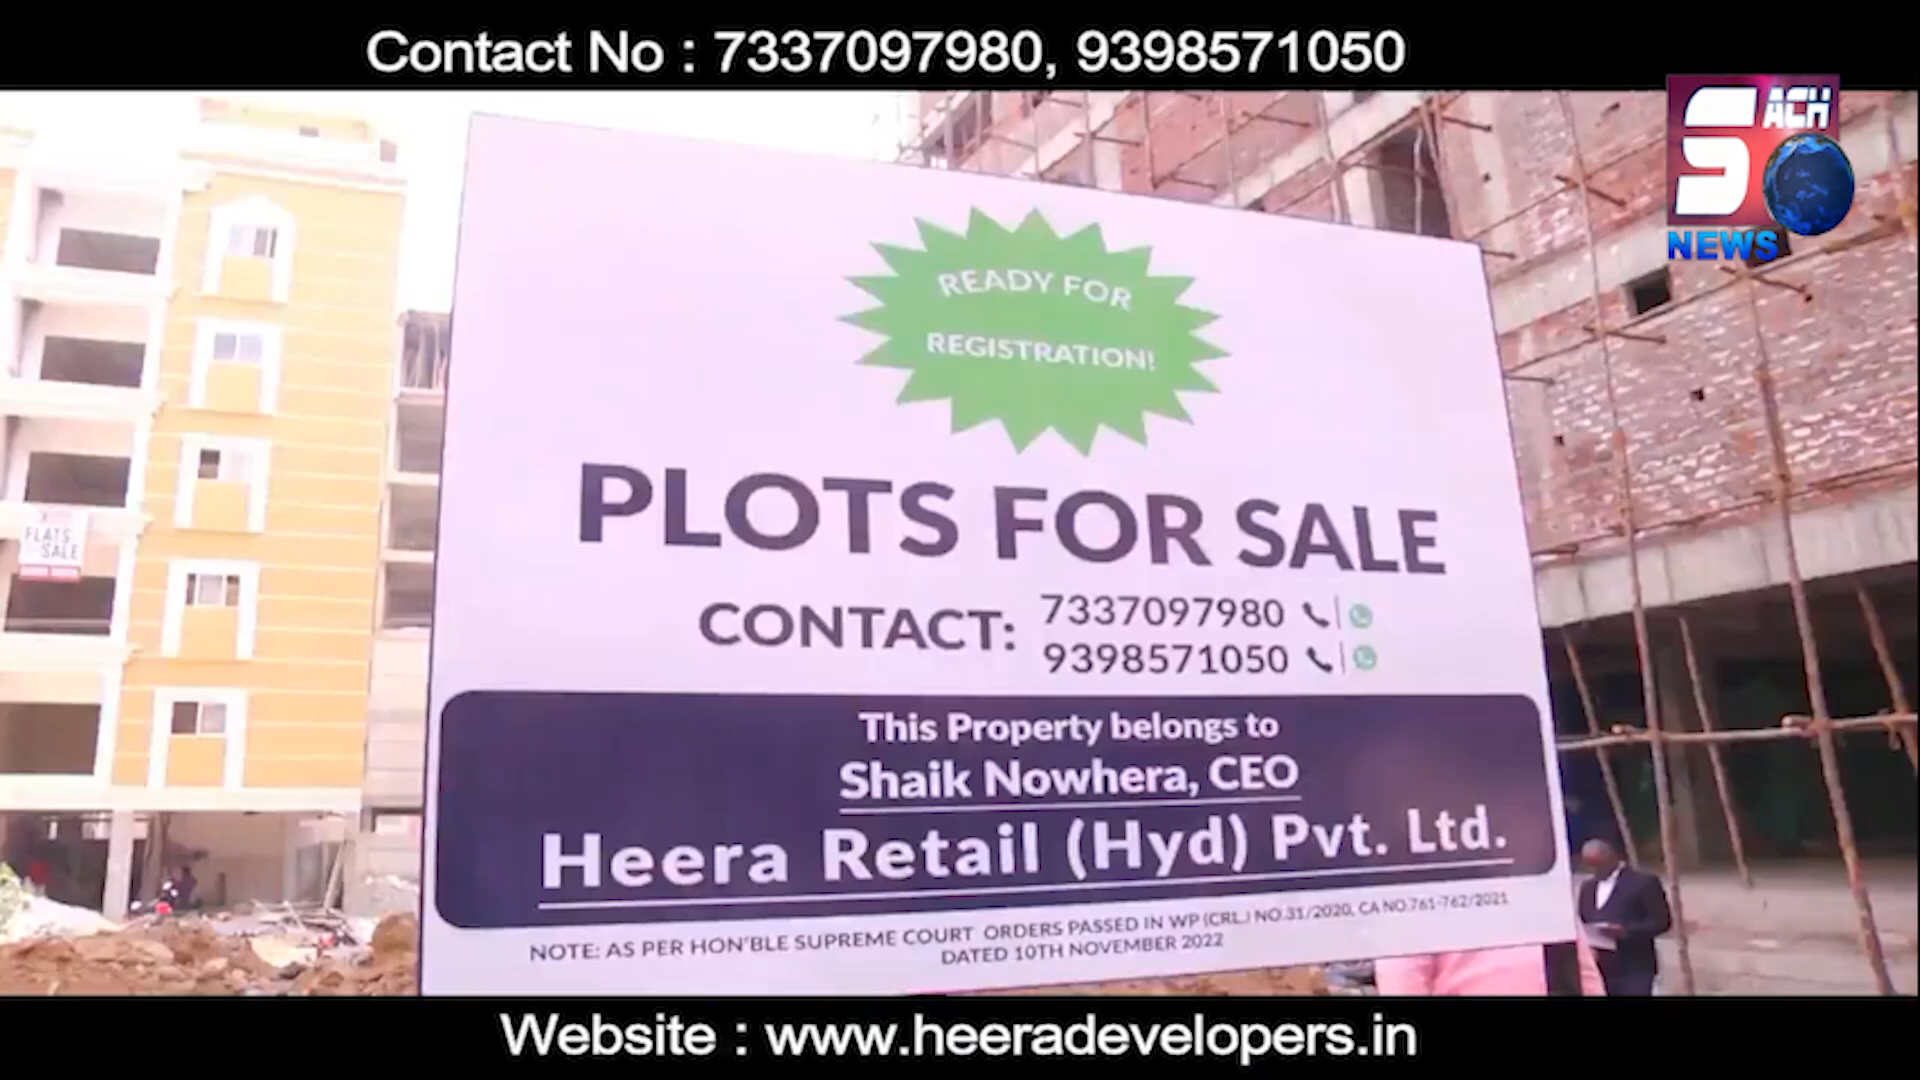 Contact No : 7337097980, 9398571050
SACH
NEWS
READY FOR
REGISTRATION!
PLOTS FOR SALE
CONTACT: 7337097980
9398571050
This Property belongs to
Shaik Nowhera, CEO
Heera Retail (Hyd) Pvt. Ltd.
NOTE: AS PER HON'BLE SUPREME COURT ORDERS PASSED IN WP (CRL.) NO.31/2020, CA NO.761-762/2021
DATED 10TH NOVEMBER 2022
FLATS
SALE
Website : www.heeradevelopers.in